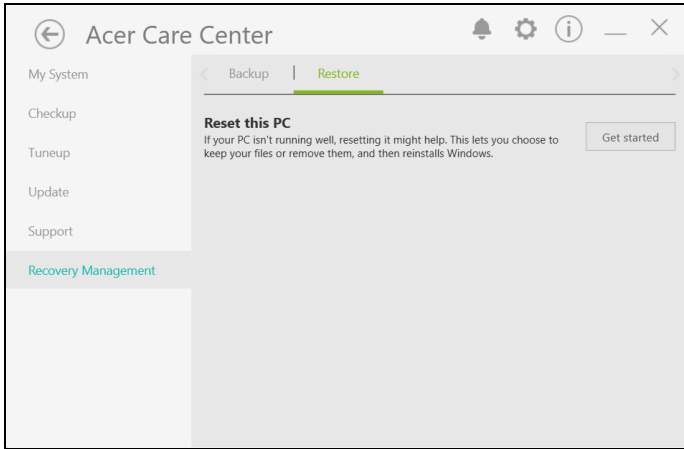 Acer Care Center
My System
Checkup
Tuneup
Update
Support
Recovery Management
Backup | Restore
Reset this PC
If your PC isn't running well, resetting it might help. This lets you choose to
keep your files or remove them, and then reinstalls Windows.
Get started